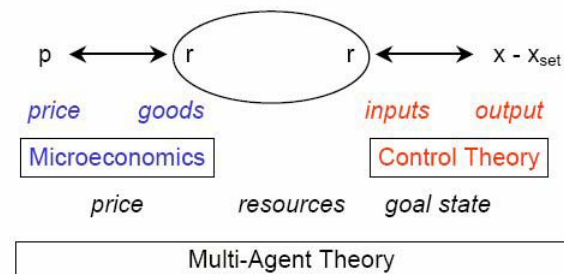 p r r x - xset
price goods inputs output
Microeconomics Control Theory
price resources goal state
Multi-Agent Theory